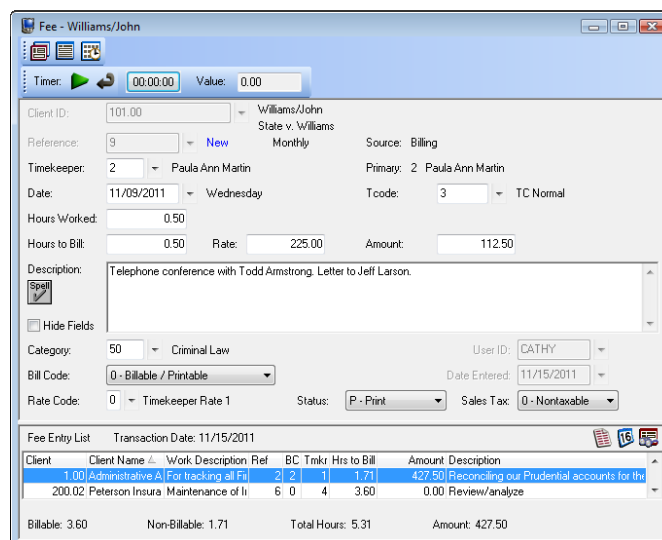 Fee - Williams/John
Timer: 00:00:00 Value: 0.00
Client ID: 101.00 Williams/John
State v. Williams
Reference: 9 New Monthly Source: Billing
Timekeeper: 2 Paula Ann Martin Primary: 2 Paula Ann Martin
Date: 11/09/2011 Wednesday Tcode: 3 TC Normal
Hours Worked: 0.50
Hours to Bill: 0.50 Rate: 225.00 Amount: 112.50
Description: Telephone conference with Todd Armstrong. Letter to Jeff Larson.
Spell
Hide Fields
Category: 50 Criminal Law User ID: CATHY
Bill Code: 0 - Billable / Printable Date Entered: 11/15/2011
Rate Code: 0 Timekeeper Rate 1 Status: P - Print Sales Tax: 0 - Nontaxable
Fee Entry List Transaction Date: 11/15/2011 16
Client Client Name Work Description Ref BC Tmkr Hrs to Bill Amount Description
1.00 Administrative A For tracking all Fi 2 2 1 1.71 427.50 Reconciling our Prudential accounts for the
200.02 Peterson Insura Maintenance of I 6 0 4 3.60 0.00 Review/analyze
Billable: 3.60 Non-Billable: 1.71 Total Hours: 5.31 Amount: 427.50